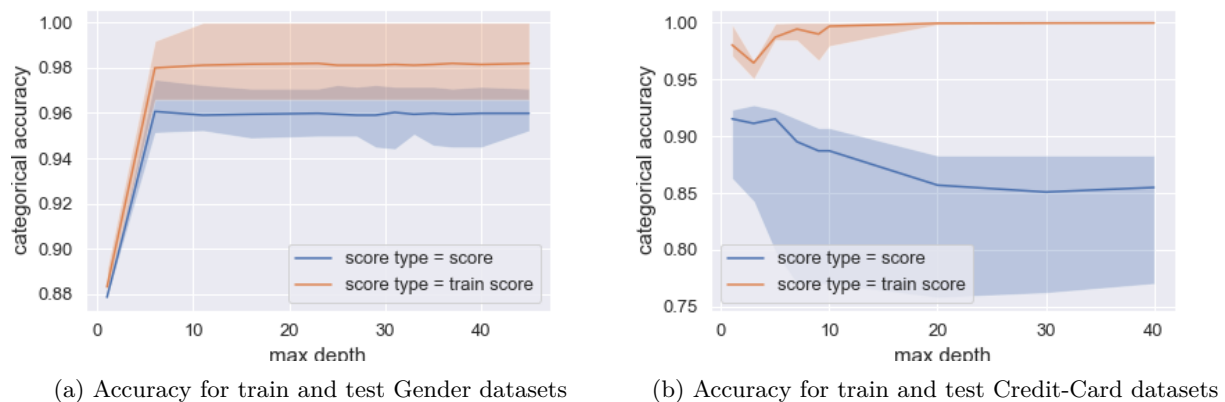 1.00
0.98
0.96
0.94
0.92
0.90
0.88
categorical accuracy
score type = score
score type = train score
0 10 20 30 40
max depth
(a) Accuracy for train and test Gender datasets
1.00
0.95
0.90
0.85
0.80
0.75
categorical accuracy
score type = score
score type = train score
0 10 20 30 40
max depth
(b) Accuracy for train and test Credit-Card datasets